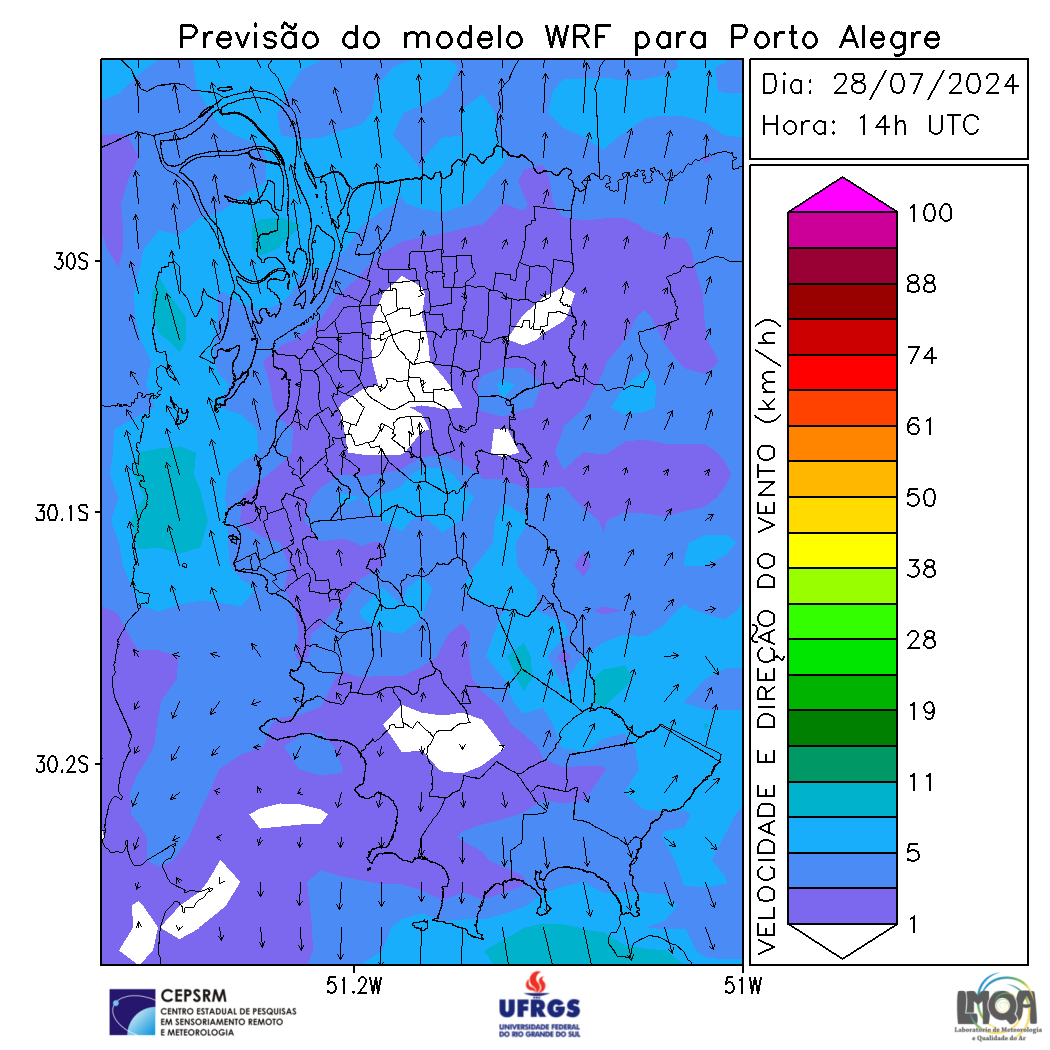 Previsão do modelo WRF para Porto Alegre
Dia: 28/07/2024
Hora: 14h UTC
30S
30.1S
30.2S
51.2W
51W
VELOCIDADE E DIREÇÃO DO VENTO (km/h)
100
88
74
61
50
38
28
19
11
5
1
CEPSRM
CENTRO ESTADUAL DE PESQUISAS
EM SENSORIAMENTO REMOTO
E METEOROLOGIA
UFRGS
UNIVERSIDADE FEDERAL
DO RIO GRANDE DO SUL
LMQA
Laboratório de Meteorologia
e Qualidade do Ar